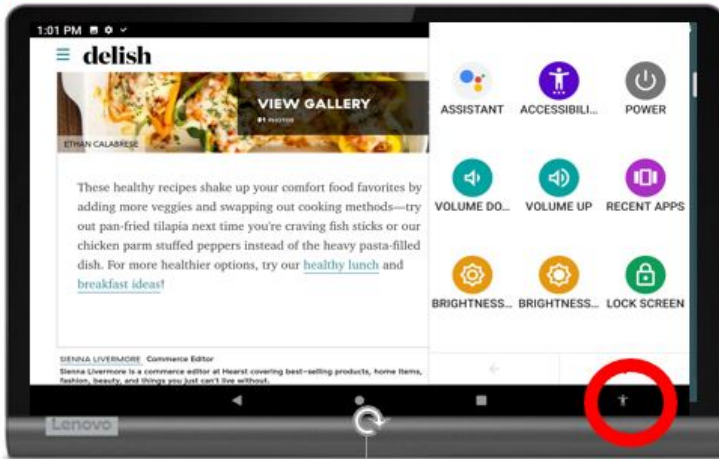 1:01 PM
delish
VIEW GALLERY
81 PHOTOS
ETHAN CALABRESE
These healthy recipes shake up your comfort food favorites by
adding more veggies and swapping out cooking methods—try
out pan-fried tilapia next time you're craving fish sticks or our
chicken parm stuffed peppers instead of the heavy pasta-filled
dish. For more healthier options, try our healthy lunch and
breakfast ideas!
SIENNA LIVERMORE Commerce Editor
Sienna Livermore is a commerce editor at Hearst covering best-selling products, home items,
fashion, beauty, and things you just can't live without.
ASSISTANT
ACCESSIBILI...
POWER
VOLUME DO...
VOLUME UP
RECENT APPS
BRIGHTNESS...
BRIGHTNESS...
LOCK SCREEN
Lenovo